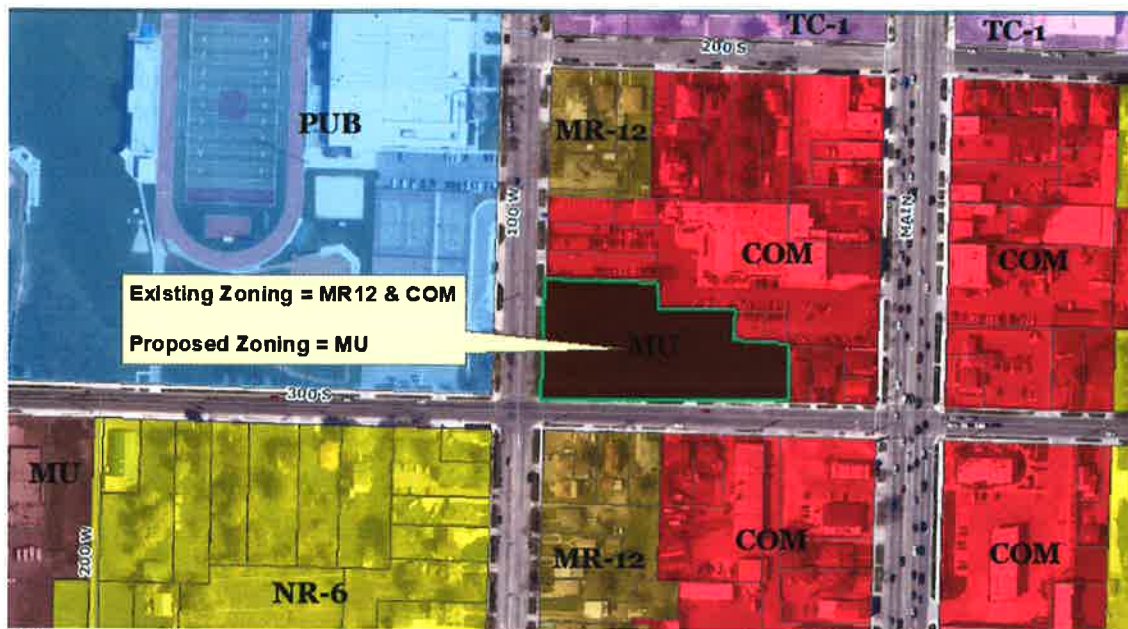 TC-1
TC-1
200 S
PUB
MR-12
100 W
MAIN
COM
COM
Existing Zoning = MR12 & COM
Proposed Zoning = MU
MU
300 S
MU
200 W
NR-6
MR-12
COM
COM